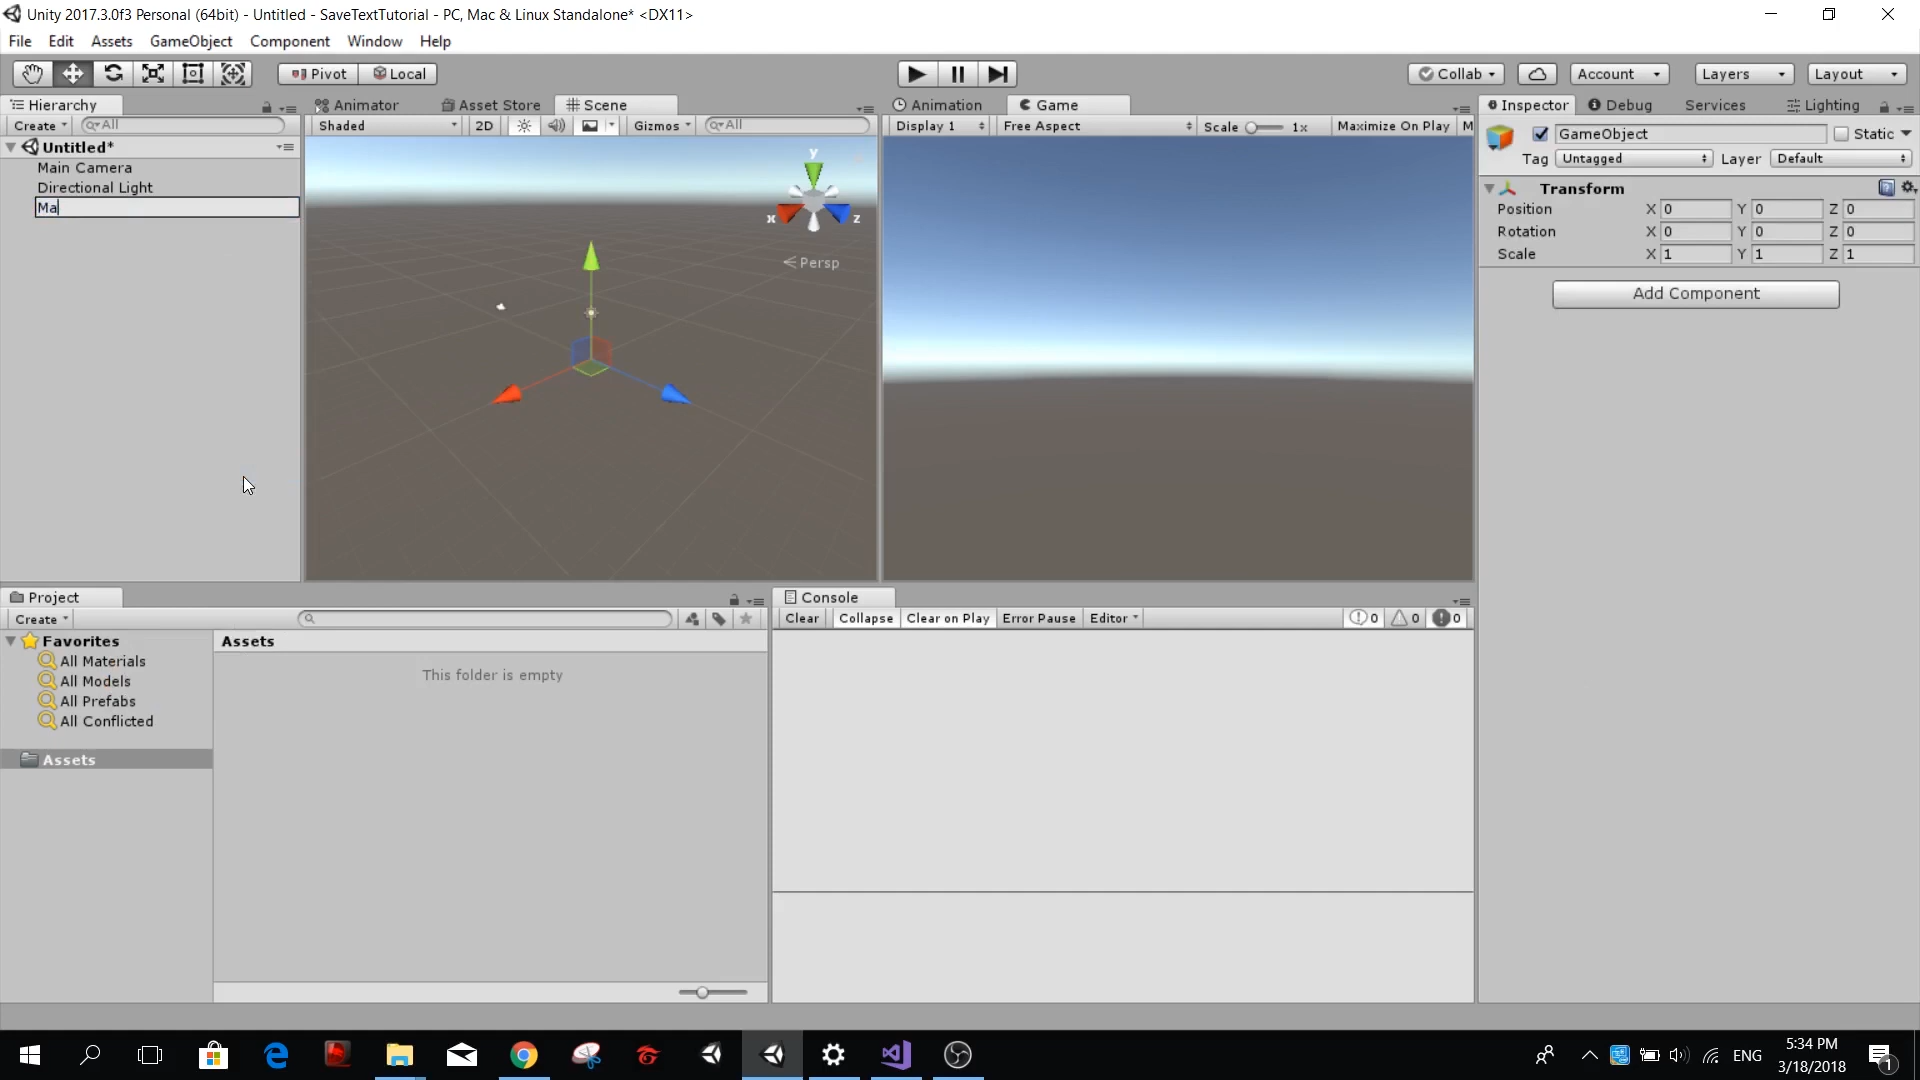 Unity 2017.3.0f3 Personal (64bit) - Untitled - SaveTextTutorial - PC, Mac & Linux Standalone* <DX11>
File Edit Assets GameObject Component Window Help
Pivot Local Collab Account Layers Layout
Hierarchy Animator Asset Store Scene Animation Game Inspector Debug Services Lighting
Create All Shaded 2D Gizmos All Display 1 Free Aspect Scale 1x Maximize On Play M GameObject Static
Untitled*
Main Camera
Directional Light
Ma
y
x z
Persp
Tag Untagged Layer Default
Transform
Position X 0 Y 0 Z 0
Rotation X 0 Y 0 Z 0
Scale X 1 Y 1 Z 1
Add Component
Project Console
Create Clear Collapse Clear on Play Error Pause Editor 0 0 0
Favorites Assets
All Materials
All Models
All Prefabs
All Conflicted
Assets
This folder is empty
ENG
5:34 PM
3/18/2018
1